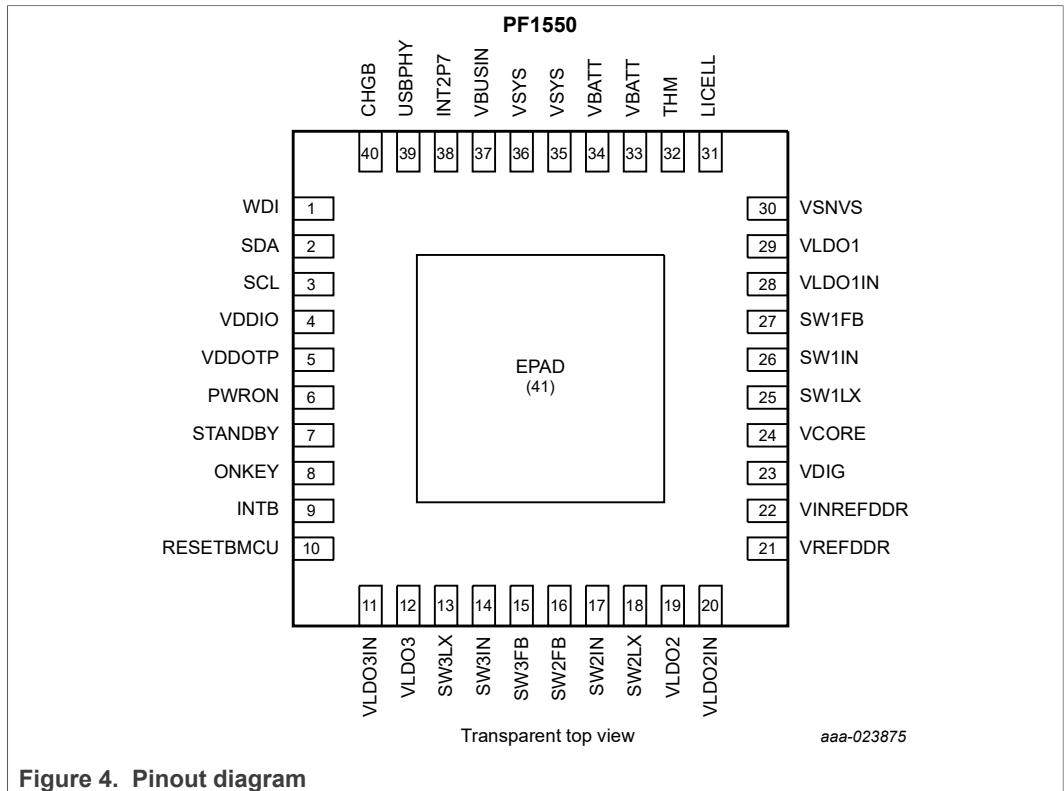 PF1550
CHGB
USBPHY
INT2P7
VBUSIN
VSYS
VSYS
VBATT
VBATT
THM
LICELL
40 39 38 37 36 35 34 33 32 31
WDI 1
SDA 2
SCL 3
VDDIO 4
VDDOTP 5
PWRON 6
STANDBY 7
ONKEY 8
INTB 9
RESETBMCU 10
EPAD
(41)
30 VSNVS
29 VLDO1
28 VLDO1IN
27 SW1FB
26 SW1IN
25 SW1LX
24 VCORE
23 VDIG
22 VINREFDDR
21 VREFDDR
11 12 13 14 15 16 17 18 19 20
VLDO3IN
VLDO3
SW3LX
SW3IN
SW3FB
SW2FB
SW2IN
SW2LX
VLDO2
VLDO2IN
Transparent top view
aaa-023875
Figure 4. Pinout diagram